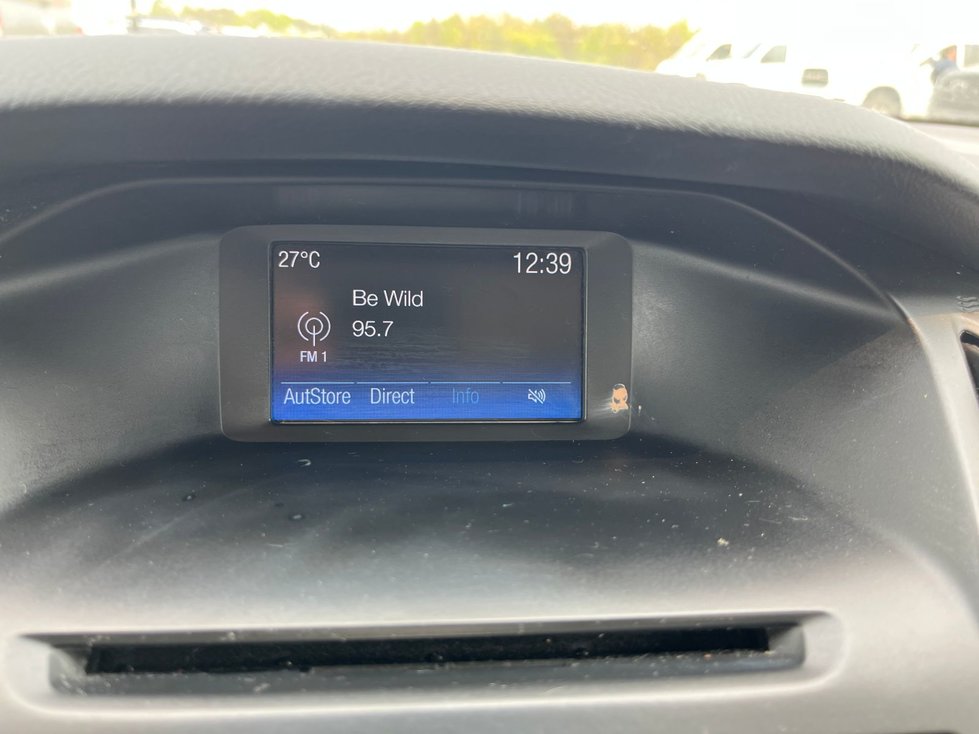 27°C 12:39
Be Wild
95.7
FM 1
AutStore Direct Info